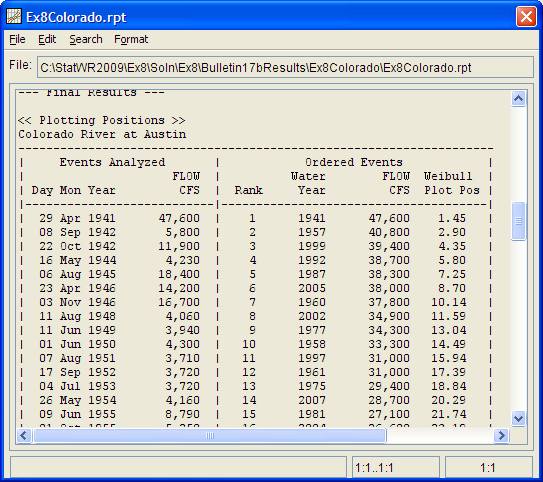 Ex8Colorado.rpt
File Edit Search Format
File: C:\StatWR2009\Ex8\Soln\Ex8\Bulletin17bResults\Ex8Colorado\Ex8Colorado.rpt
--- Final Results ---
<< Plotting Positions >>
Colorado River at Austin
| Events Analyzed | Ordered Events |
| FLOW | Water FLOW Weibull |
| Day Mon Year CFS | Rank Year CFS Plot Pos |
| 29 Apr 1941 47,600 | 1 1941 47,600 1.45 |
| 08 Sep 1942 5,800 | 2 1957 40,800 2.90 |
| 22 Oct 1942 11,900 | 3 1999 39,400 4.35 |
| 16 May 1944 4,230 | 4 1992 38,700 5.80 |
| 06 Aug 1945 18,400 | 5 1987 38,300 7.25 |
| 23 Apr 1946 14,200 | 6 2005 38,000 8.70 |
| 03 Nov 1946 16,700 | 7 1960 37,800 10.14 |
| 11 Aug 1948 4,060 | 8 2002 34,900 11.59 |
| 11 Jun 1949 3,940 | 9 1977 34,300 13.04 |
| 01 Jun 1950 4,300 | 10 1958 33,300 14.49 |
| 07 Aug 1951 3,710 | 11 1997 31,000 15.94 |
| 17 Sep 1952 3,720 | 12 1961 31,000 17.39 |
| 04 Jul 1953 3,720 | 13 1975 29,400 18.84 |
| 26 May 1954 4,160 | 14 2007 28,700 20.29 |
| 09 Jun 1955 8,790 | 15 1981 27,100 21.74 |
1:1..1:1 1:1